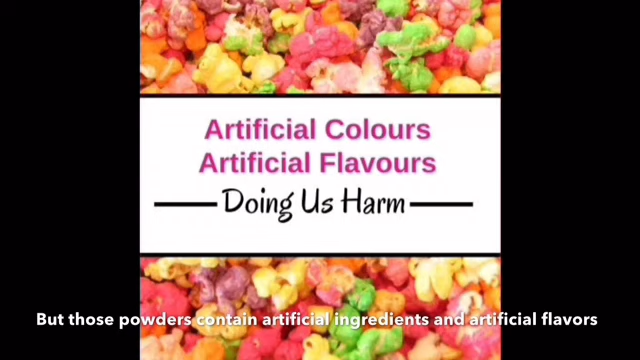 Artificial Colours
Artificial Flavours
Doing Us Harm
But those powders contain artificial ingredients and artificial flavors